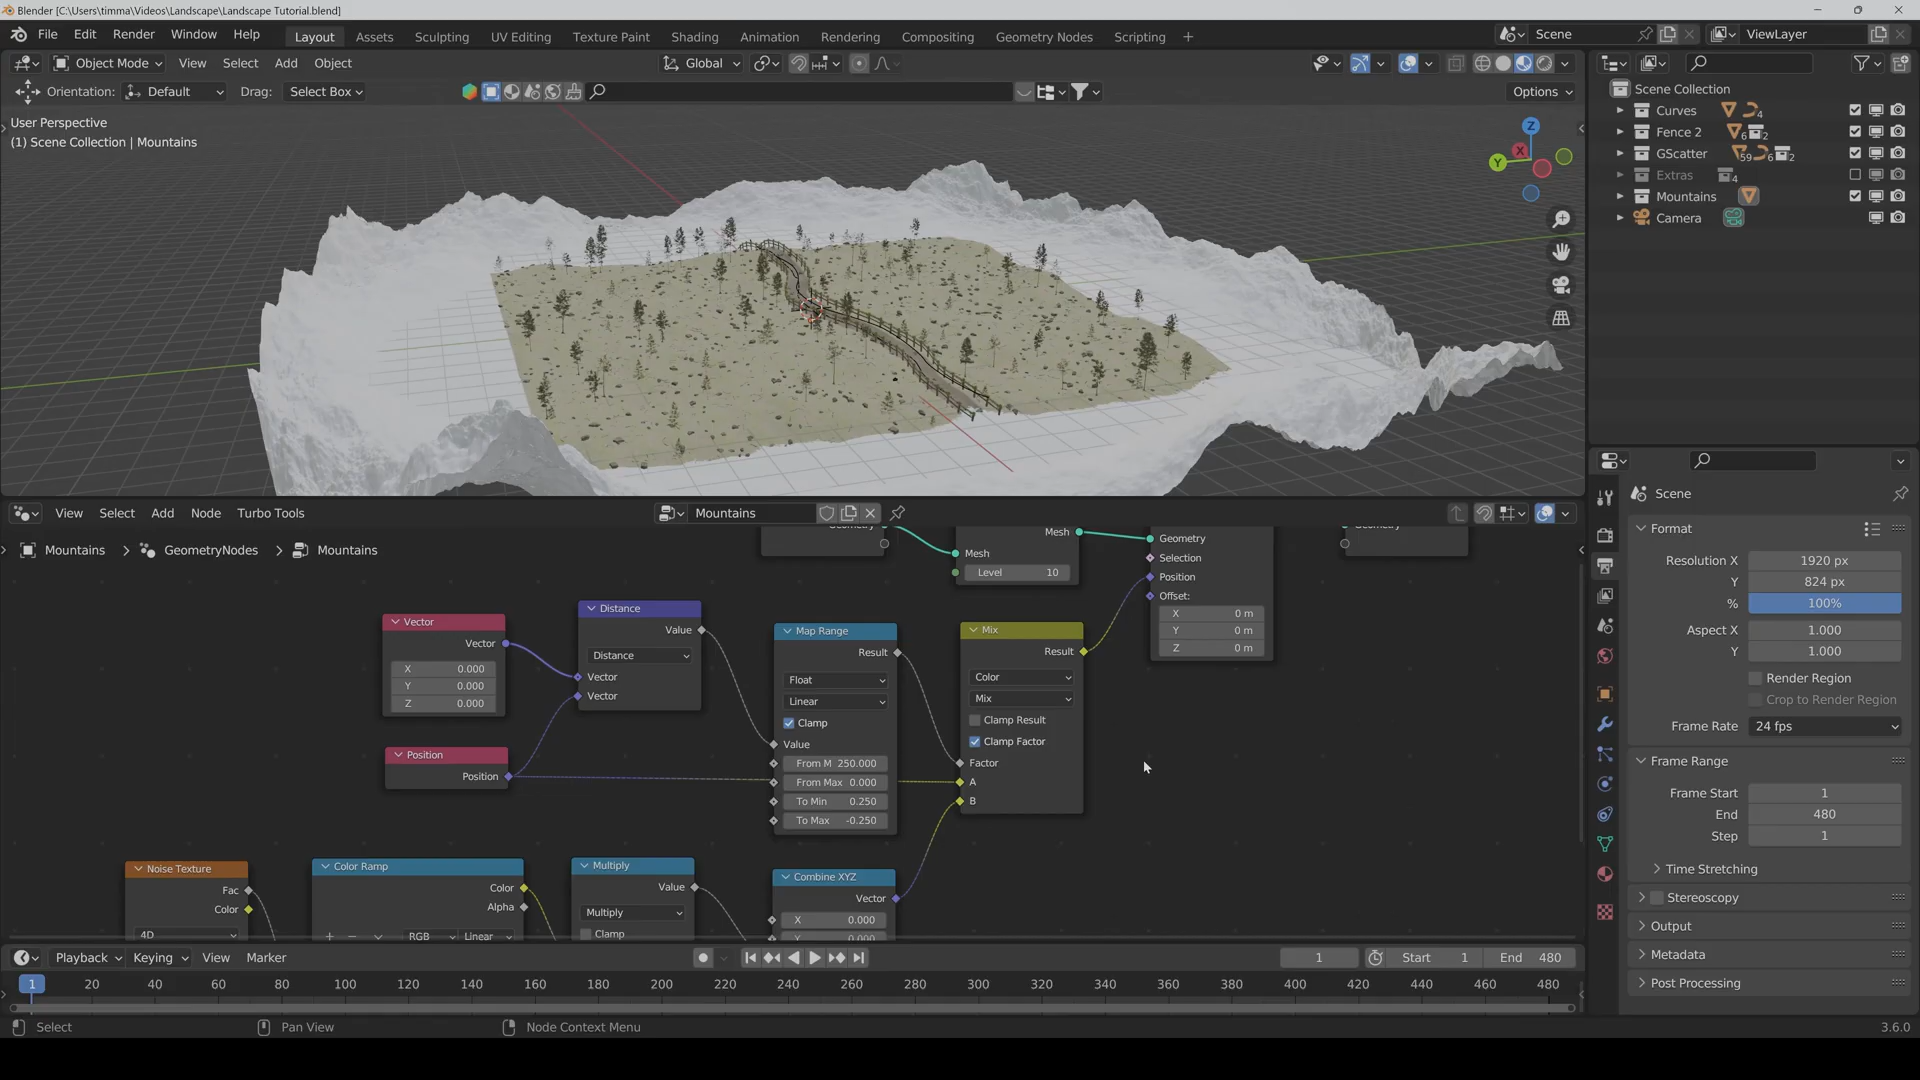 Blender [C:\Users\timma\Videos\Landscape\Landscape Tutorial.blend]
File Edit Render Window Help Layout Assets Sculpting UV Editing Texture Paint Shading Animation Rendering Compositing Geometry Nodes Scripting + Scene ViewLayer
Object Mode View Select Add Object Global
Orientation: Default Drag: Select Box Options
User Perspective
(1) Scene Collection | Mountains
Z
X
Y
Scene Collection
Curves 4
Fence 2 6 2
GScatter 59 6 2
Extras 4
Mountains
Camera
View Select Add Node Turbo Tools Mountains
Mountains > GeometryNodes > Mountains
Geometry
Mesh
Mesh
Level 10
Geometry
Selection
Position
Offset:
X 0 m
Y 0 m
Z 0 m
Geometry
Vector
Vector
X 0.000
Y 0.000
Z 0.000
Position
Position
Distance
Value
Distance
Vector
Vector
Map Range
Result
Float
Linear
Clamp
Value
From M 250.000
From Max 0.000
To Min 0.250
To Max -0.250
Mix
Result
Color
Mix
Clamp Result
Clamp Factor
Factor
A
B
Noise Texture
Fac
Color
4D
Color Ramp
Color
Alpha
RGB Linear
Multiply
Value
Multiply
Clamp
Combine XYZ
Vector
X 0.000
Y 0.000
Scene
Format
Resolution X 1920 px
Y 824 px
% 100%
Aspect X 1.000
Y 1.000
Render Region
Crop to Render Region
Frame Rate 24 fps
Frame Range
Frame Start 1
End 480
Step 1
Time Stretching
Stereoscopy
Output
Metadata
Post Processing
Playback Keying View Marker 1 Start 1 End 480
1 20 40 60 80 100 120 140 160 180 200 220 240 260 280 300 320 340 360 380 400 420 440 460 480
Select Pan View Node Context Menu 3.6.0